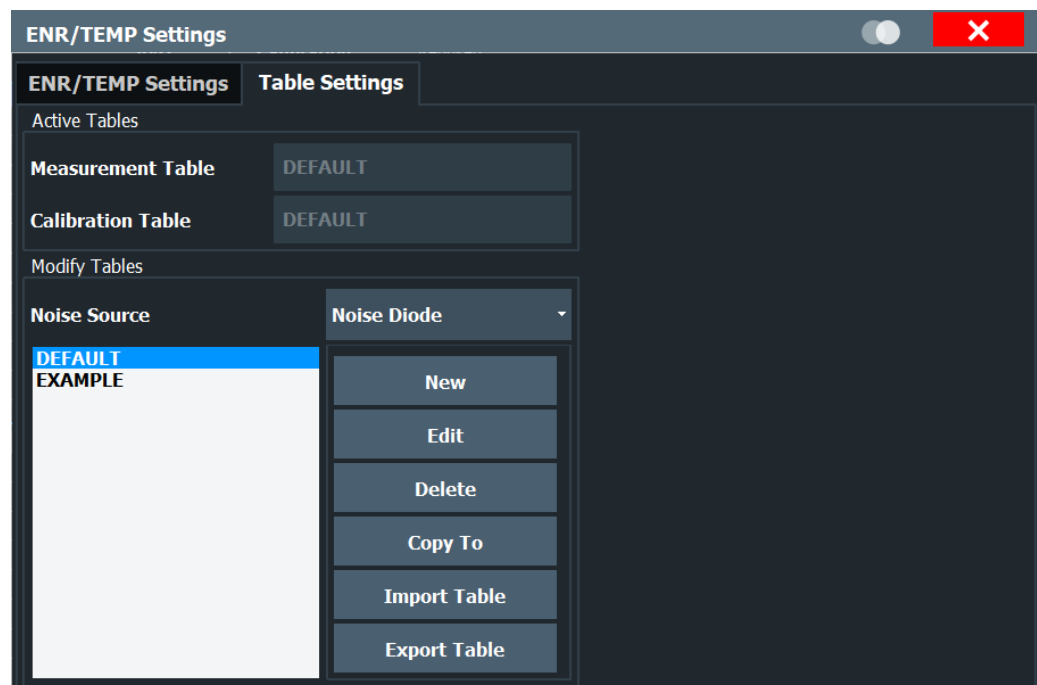 ENR/TEMP Settings
ENR/TEMP Settings Table Settings
Active Tables
Measurement Table DEFAULT
Calibration Table DEFAULT
Modify Tables
Noise Source Noise Diode
DEFAULT
EXAMPLE
New
Edit
Delete
Copy To
Import Table
Export Table